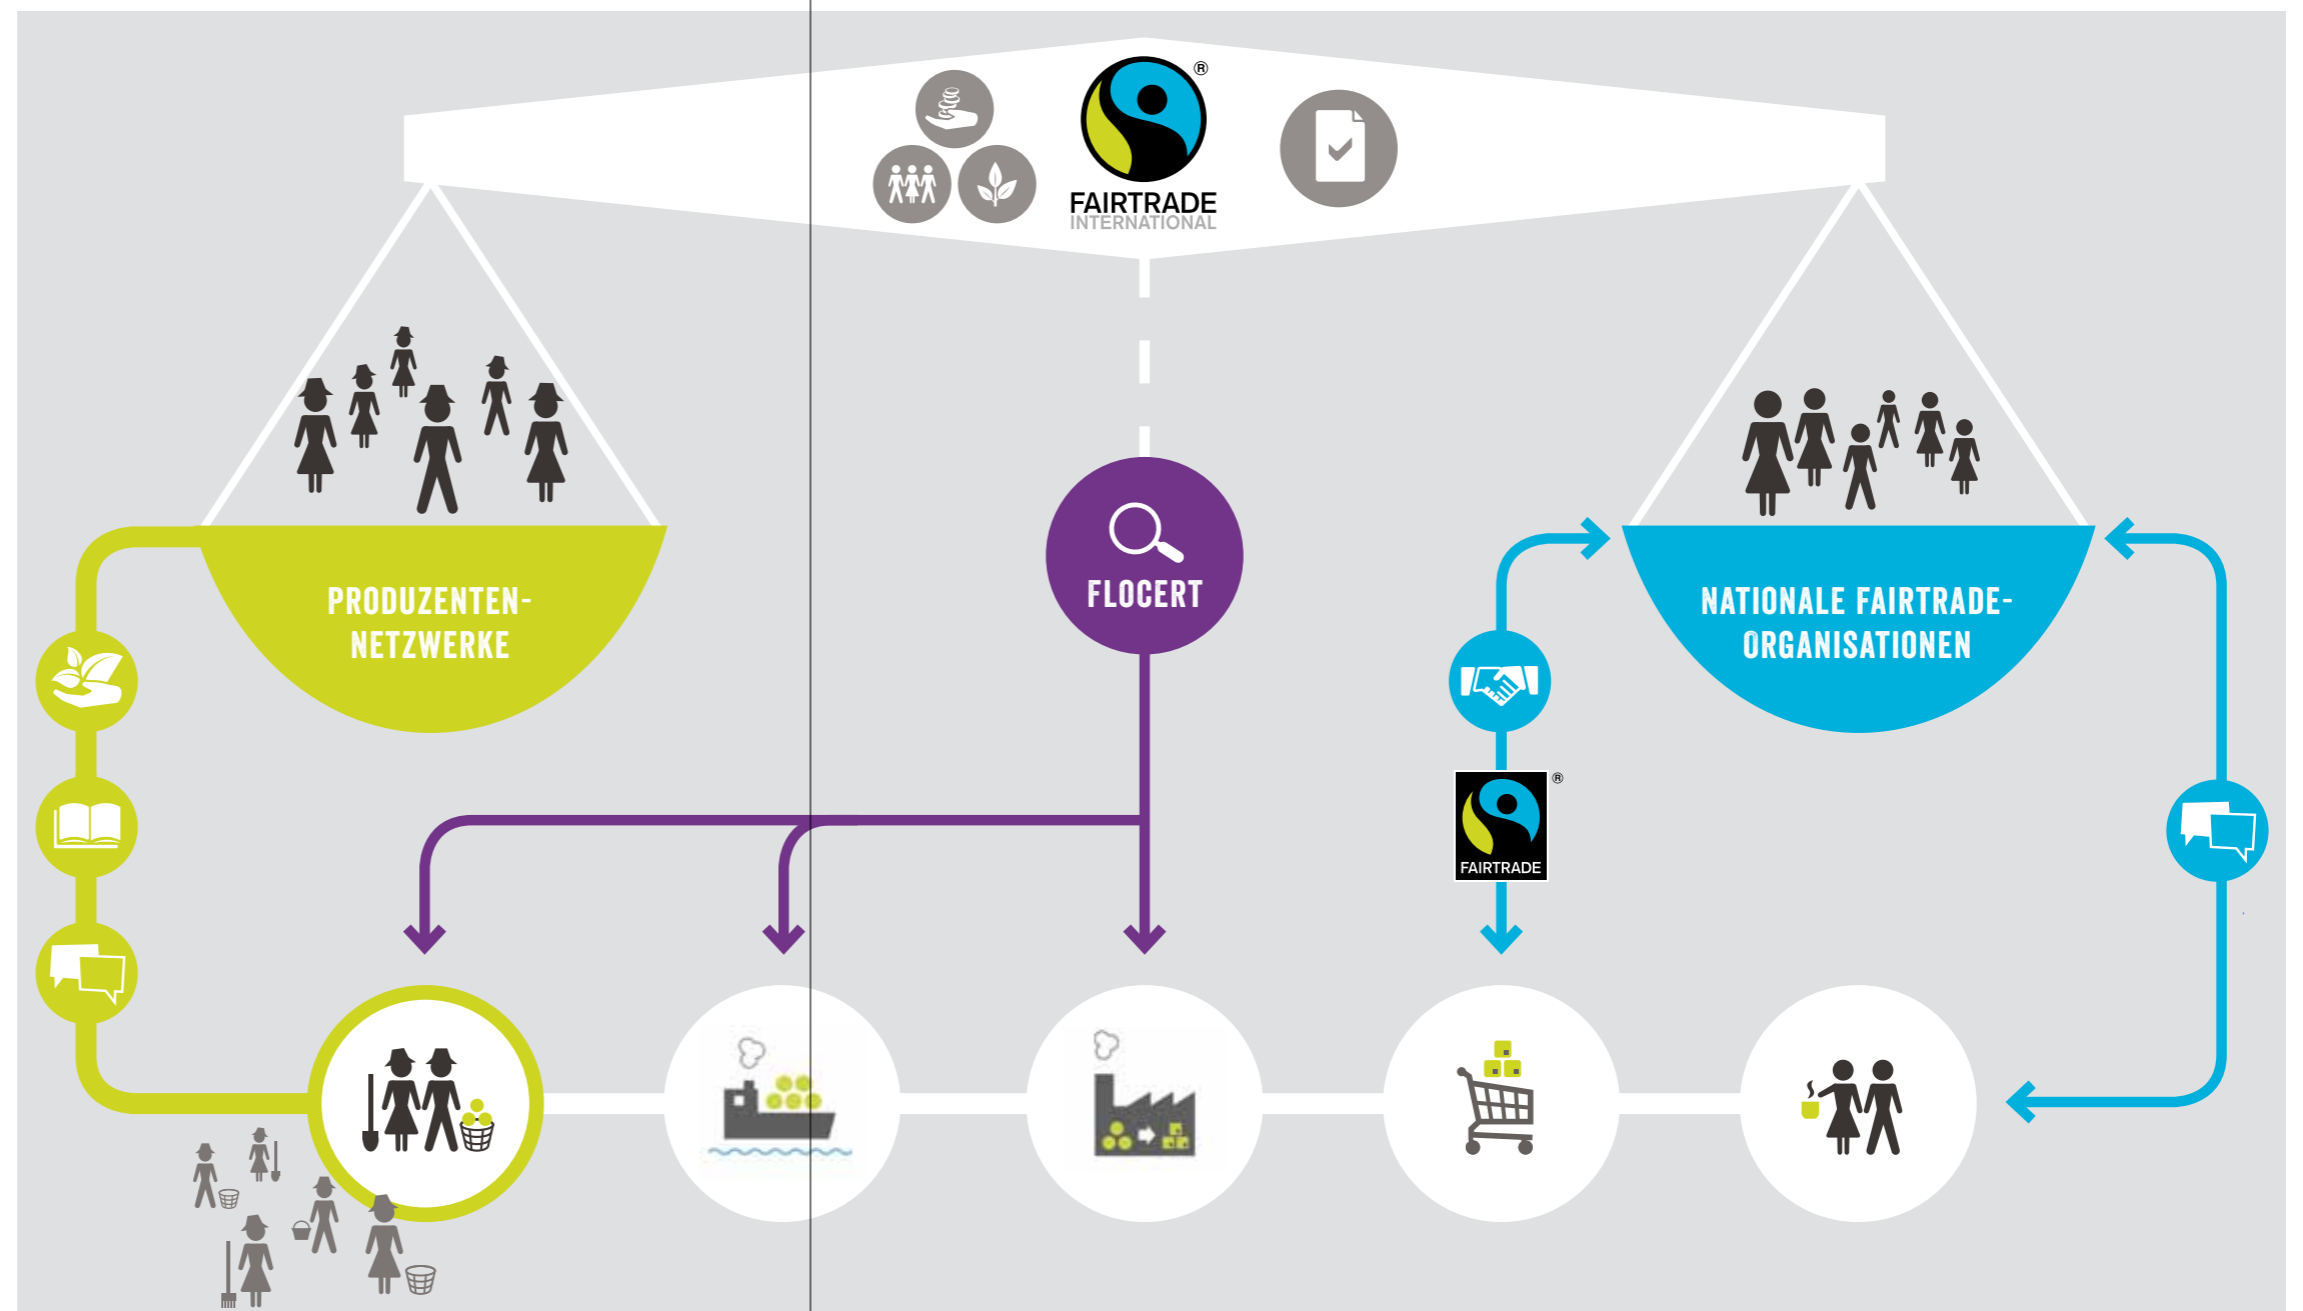 ®
FAIRTRADE
INTERNATIONAL
PRODUZENTEN-
NETZWERKE
FLOCERT
NATIONALE FAIRTRADE-
ORGANISATIONEN
®
FAIRTRADE